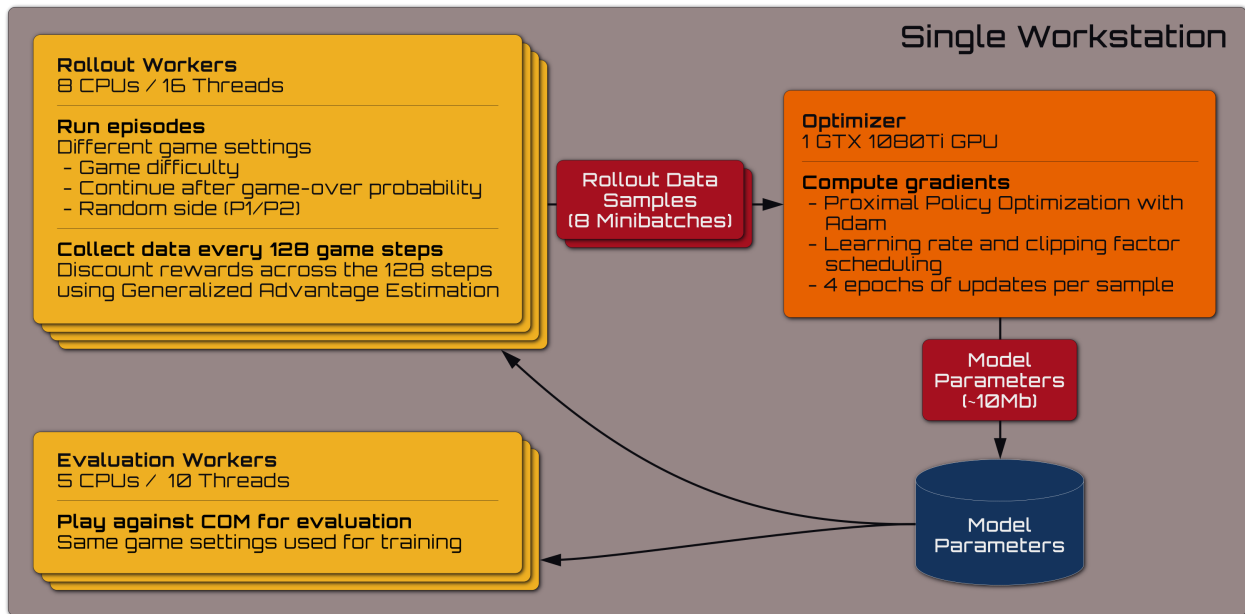 Single Workstation
Rollout Workers
8 CPUs / 16 Threads
Run episodes
Different game settings
- Game difficulty
- Continue after game-over probability
- Random side (P1/P2)
Collect data every 128 game steps
Discount rewards across the 128 steps
using Generalized Advantage Estimation
Rollout Data
Samples
(8 Minibatches)
Optimizer
1 GTX 1080Ti GPU
Compute gradients
- Proximal Policy Optimization with
Adam
- Learning rate and clipping factor
scheduling
- 4 epochs of updates per sample
Model
Parameters
(~10Mb)
Evaluation Workers
5 CPUs / 10 Threads
Play against COM for evaluation
Same game settings used for training
Model
Parameters